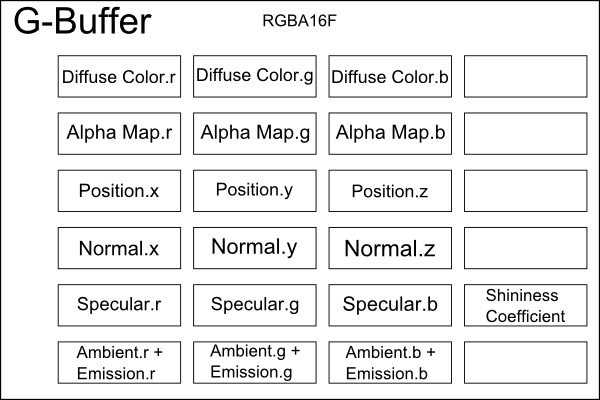 G-Buffer RGBA16F
Diffuse Color.r Diffuse Color.g Diffuse Color.b
Alpha Map.r Alpha Map.g Alpha Map.b
Position.x Position.y Position.z
Normal.x Normal.y Normal.z
Specular.r Specular.g Specular.b Shininess
Coefficient
Ambient.r + Ambient.g + Ambient.b +
Emission.r Emission.g Emission.b